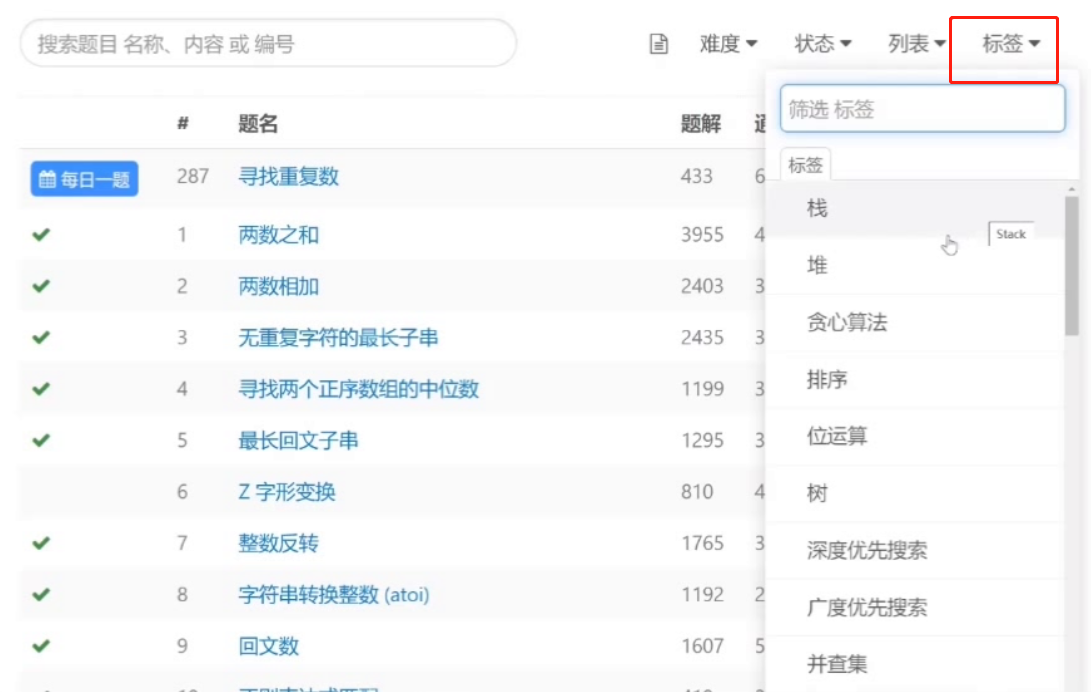 搜索题目 名称、内容 或 编号
难度 状态 列表 标签
筛选 标签
# 题名 题解
标签
每日一题 287 寻找重复数 433 6
栈
Stack
1 两数之和 3955 4
堆
2 两数相加 2403 3
贪心算法
3 无重复字符的最长子串 2435 3
排序
4 寻找两个正序数组的中位数 1199 3
位运算
5 最长回文子串 1295 3
6 Z 字形变换 810 4
树
7 整数反转 1765 3
深度优先搜索
8 字符串转换整数 (atoi) 1192 2
广度优先搜索
9 回文数 1607 5
并查集